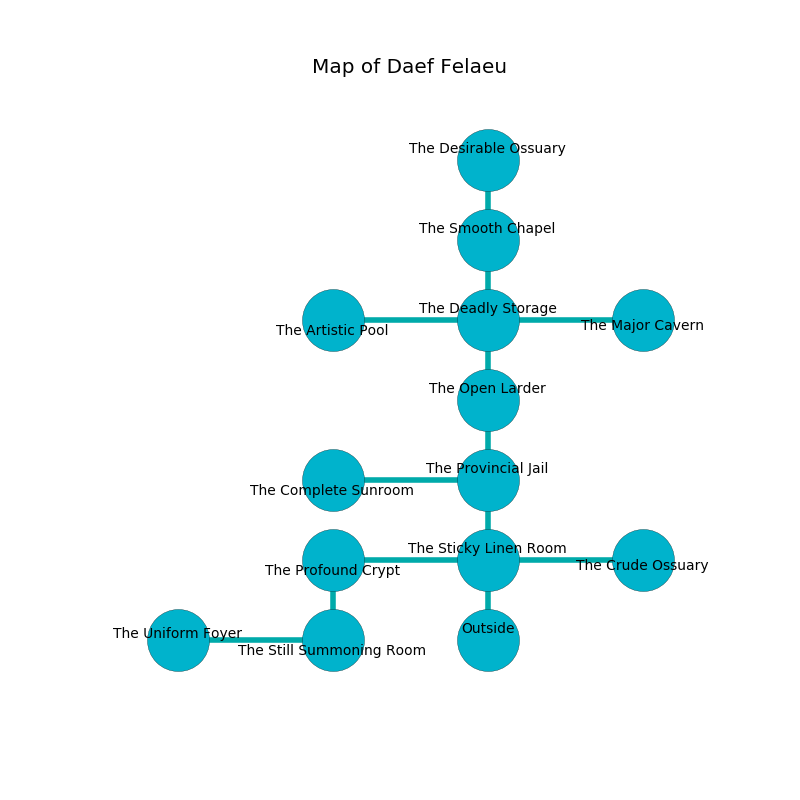 Map of Daef Felaeu
The Desirable Ossuary
The Smooth Chapel
The Deadly Storage
The Artistic Pool
The Major Cavern
The Open Larder
The Provincial Jail
The Complete Sunroom
The Sticky Linen Room
The Profound Crypt
The Crude Ossuary
The Uniform Foyer
The Still Summoning Room
Outside